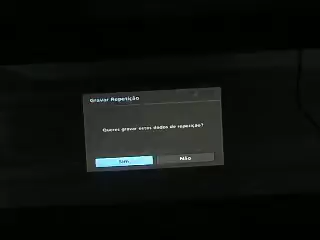 Gravar Repetição
Queres gravar estes dados de repetição?
Sim
Não